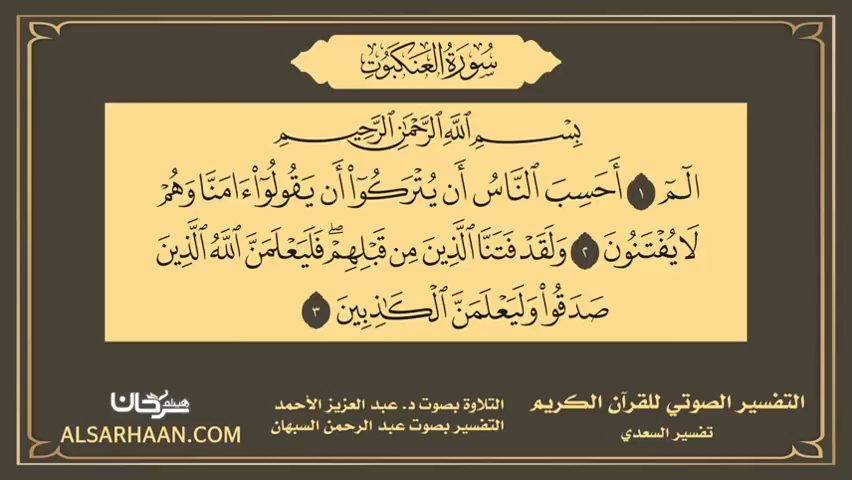 سُورَةُ العَنكَبُوتِ
بِسْمِ ٱللَّهِ ٱلرَّحْمَٰنِ ٱلرَّحِيمِ
الٓمٓ ١ أَحَسِبَ ٱلنَّاسُ أَن يُتْرَكُوٓا۟ أَن يَقُولُوٓا۟ ءَامَنَّا وَهُمْ
لَا يُفْتَنُونَ ٢ وَلَقَدْ فَتَنَّا ٱلَّذِينَ مِن قَبْلِهِمْ ۖ فَلَيَعْلَمَنَّ ٱللَّهُ ٱلَّذِينَ
صَدَقُوا۟ وَلَيَعْلَمَنَّ ٱلْكَٰذِبِينَ ٣
التفسير الصوتي للقرآن الكريم
تفسير السعدي
التلاوة بصوت د. عبد العزيز الأحمد
التفسير بصوت عبد الرحمن السبهان
هيثم سرحان
ALSARHAAN.COM